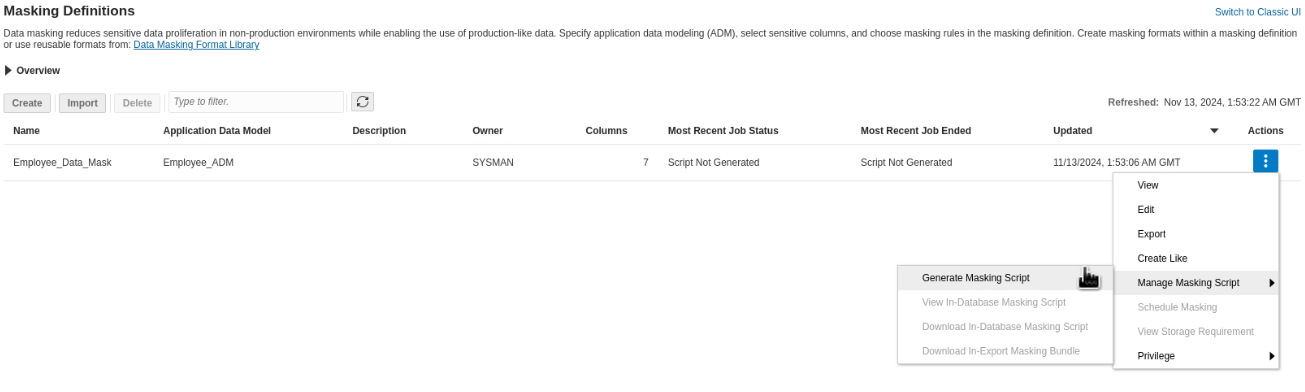 Masking Definitions
Switch to Classic UI
Data masking reduces sensitive data proliferation in non-production environments while enabling the use of production-like data. Specify application data modeling (ADM), select sensitive columns, and choose masking rules in the masking definition. Create masking formats within a masking definition
or use reusable formats from: Data Masking Format Library
Overview
Create Import Delete Type to filter. Refreshed: Nov 13, 2024, 1:53:22 AM GMT
Name Application Data Model Description Owner Columns Most Recent Job Status Most Recent Job Ended Updated Actions
Employee_Data_Mask Employee_ADM SYSMAN 7 Script Not Generated Script Not Generated 11/13/2024, 1:53:06 AM GMT
View
Edit
Export
Create Like
Manage Masking Script
Schedule Masking
View Storage Requirement
Privilege
Generate Masking Script
View In-Database Masking Script
Download In-Database Masking Script
Download In-Export Masking Bundle